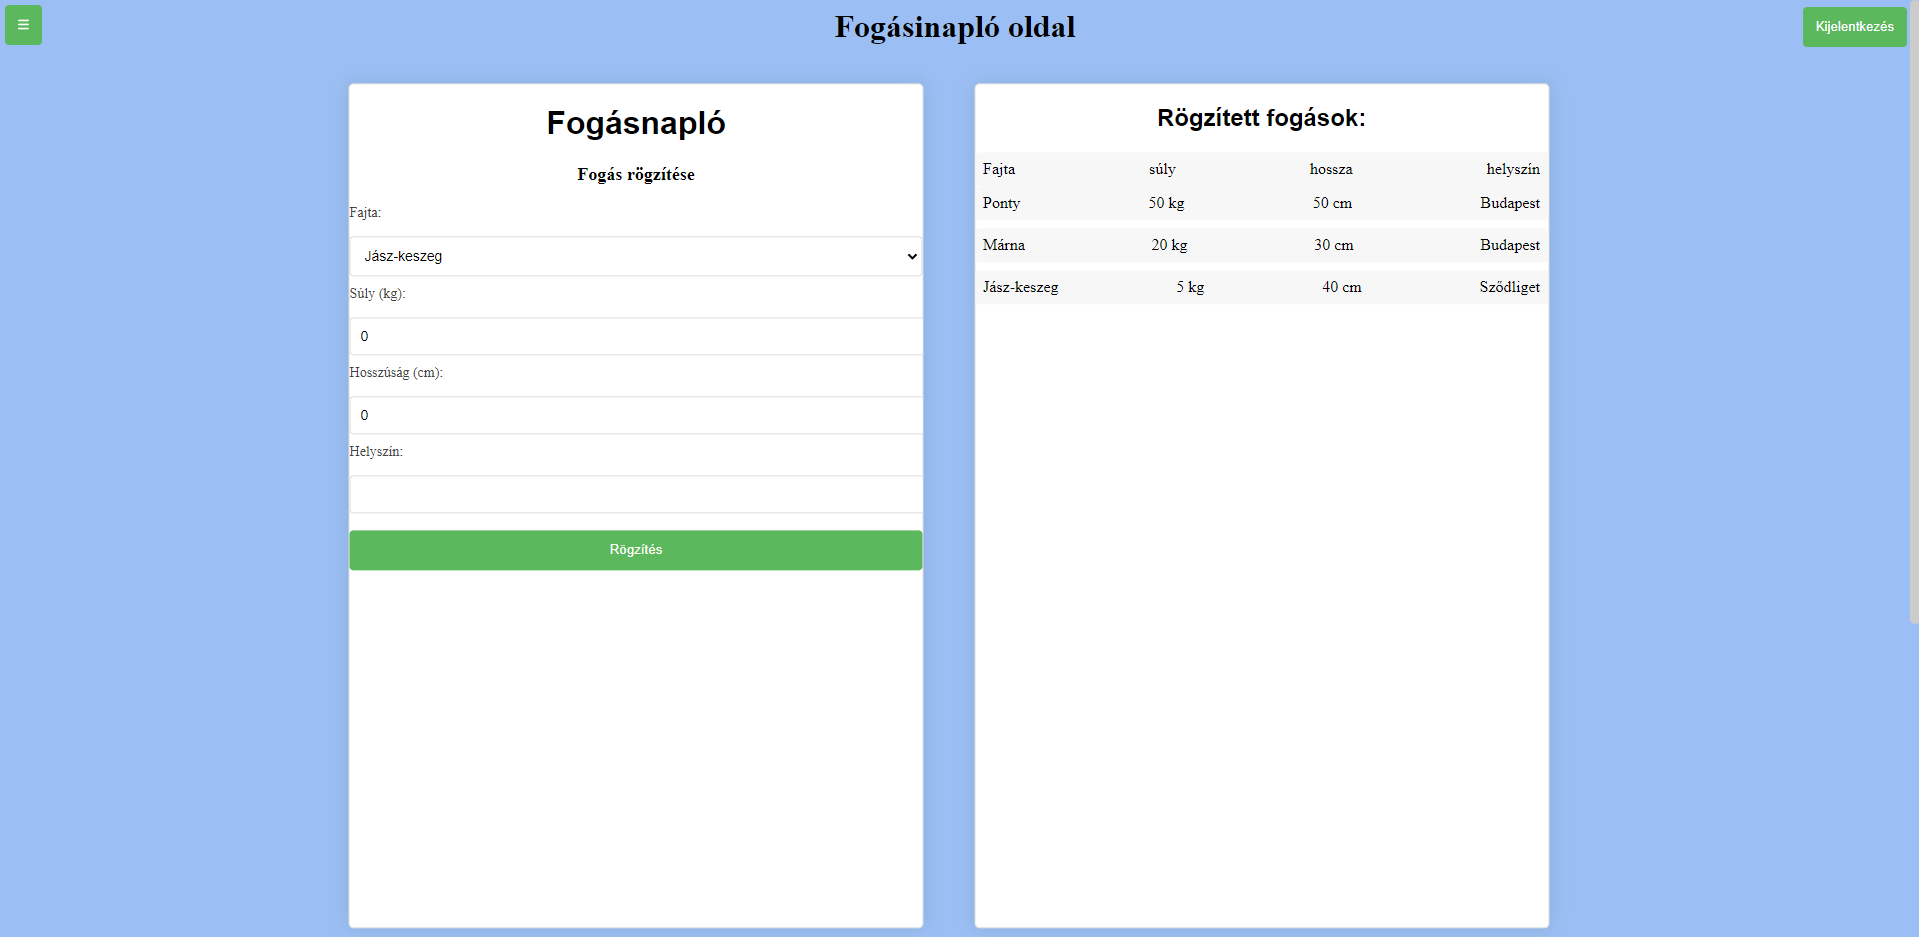 ☰
Fogásinapló oldal
Kijelentkezés
Fogásnapló
Fogás rögzítése
Fajta:
Jász-keszeg
Súly (kg):
0
Hosszúság (cm):
0
Helyszín:
Rögzítés
Rögzített fogások:
Fajta súly hossza helyszín
Ponty 50 kg 50 cm Budapest
Márna 20 kg 30 cm Budapest
Jász-keszeg 5 kg 40 cm Sződliget